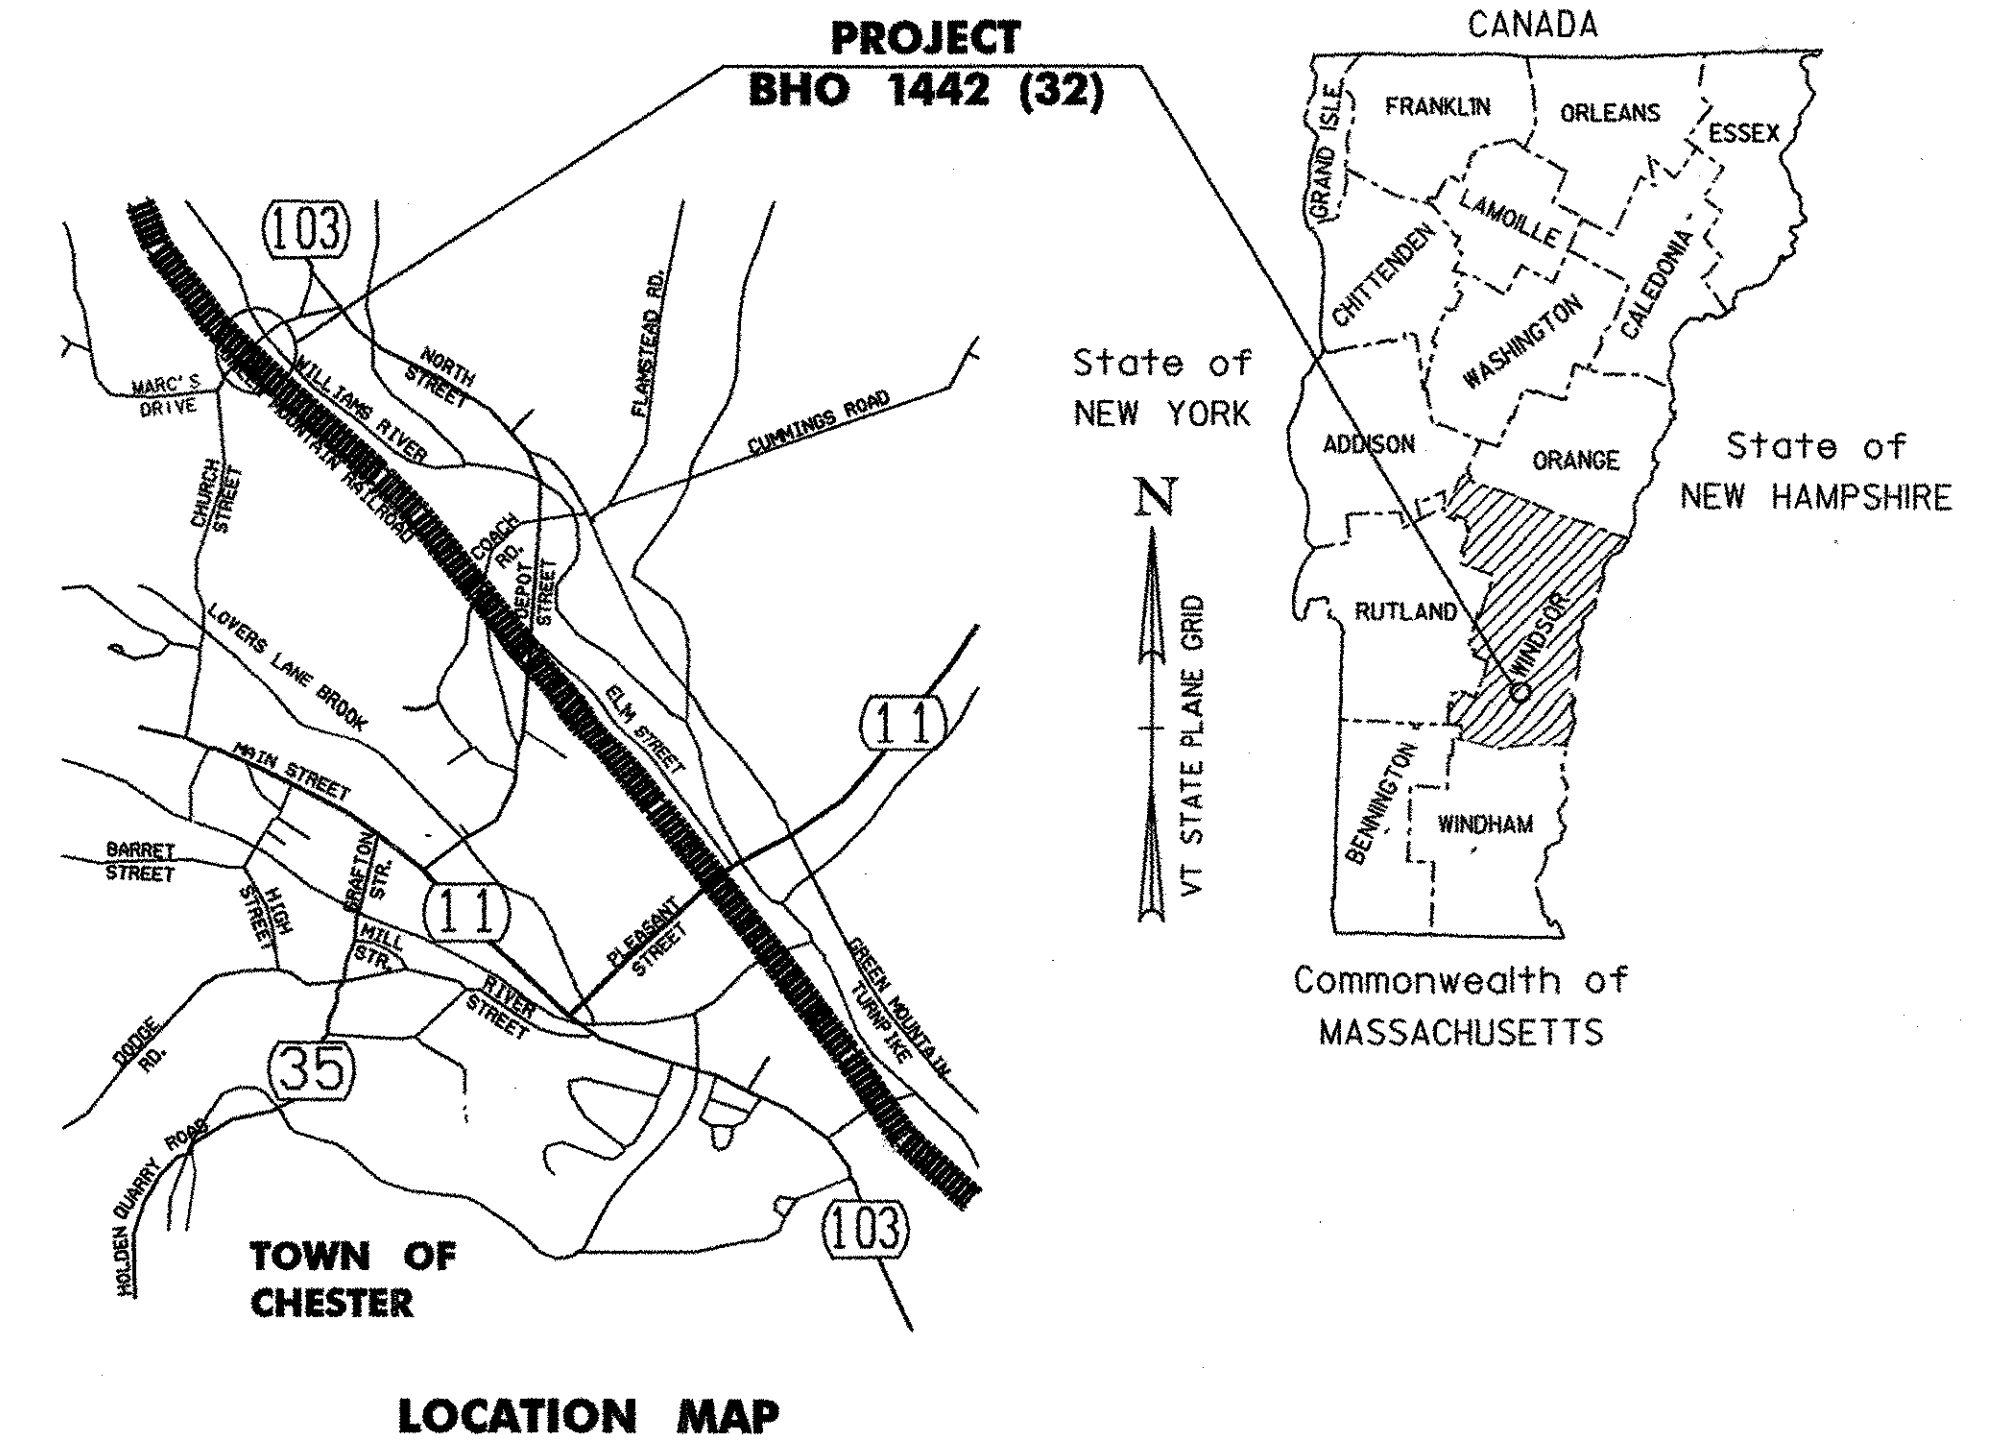 PROJECT
BHO 1442 (32)
CANADA
GRAND ISLE
FRANKLIN
ORLEANS
ESSEX
LAMOILLE
CHITTENDEN
CALEDONIA
WASHINGTON
State of
NEW YORK
ADDISON
ORANGE
State of
NEW HAMPSHIRE
RUTLAND
WINDSOR
BENNINGTON
WINDHAM
Commonwealth of
MASSACHUSETTS
N
VT STATE PLANE GRID
103
NORTH
STREET
FLAMSTEAD RD.
CUMMINGS ROAD
WILLIAMS RIVER
GREEN MOUNTAIN RAILROAD
MARC'S
DRIVE
CHURCH
STREET
COACH
RD.
DEPOT
STREET
LOVERS LANE BROOK
ELM STREET
11
MAIN STREET
BARRET
STREET
GRAFTON
STR.
HIGH
STREET
11
MILL
STR.
PLEASANT
STREET
RIVER
STREET
GREEN MOUNTAIN
TURNPIKE
DODGE
RD.
35
HOLDEN QUARRY ROAD
103
TOWN OF
CHESTER
LOCATION MAP